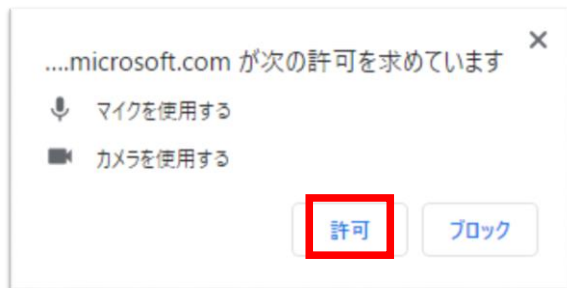 ....microsoft.com が次の許可を求めています
マイクを使用する
カメラを使用する
許可
ブロック